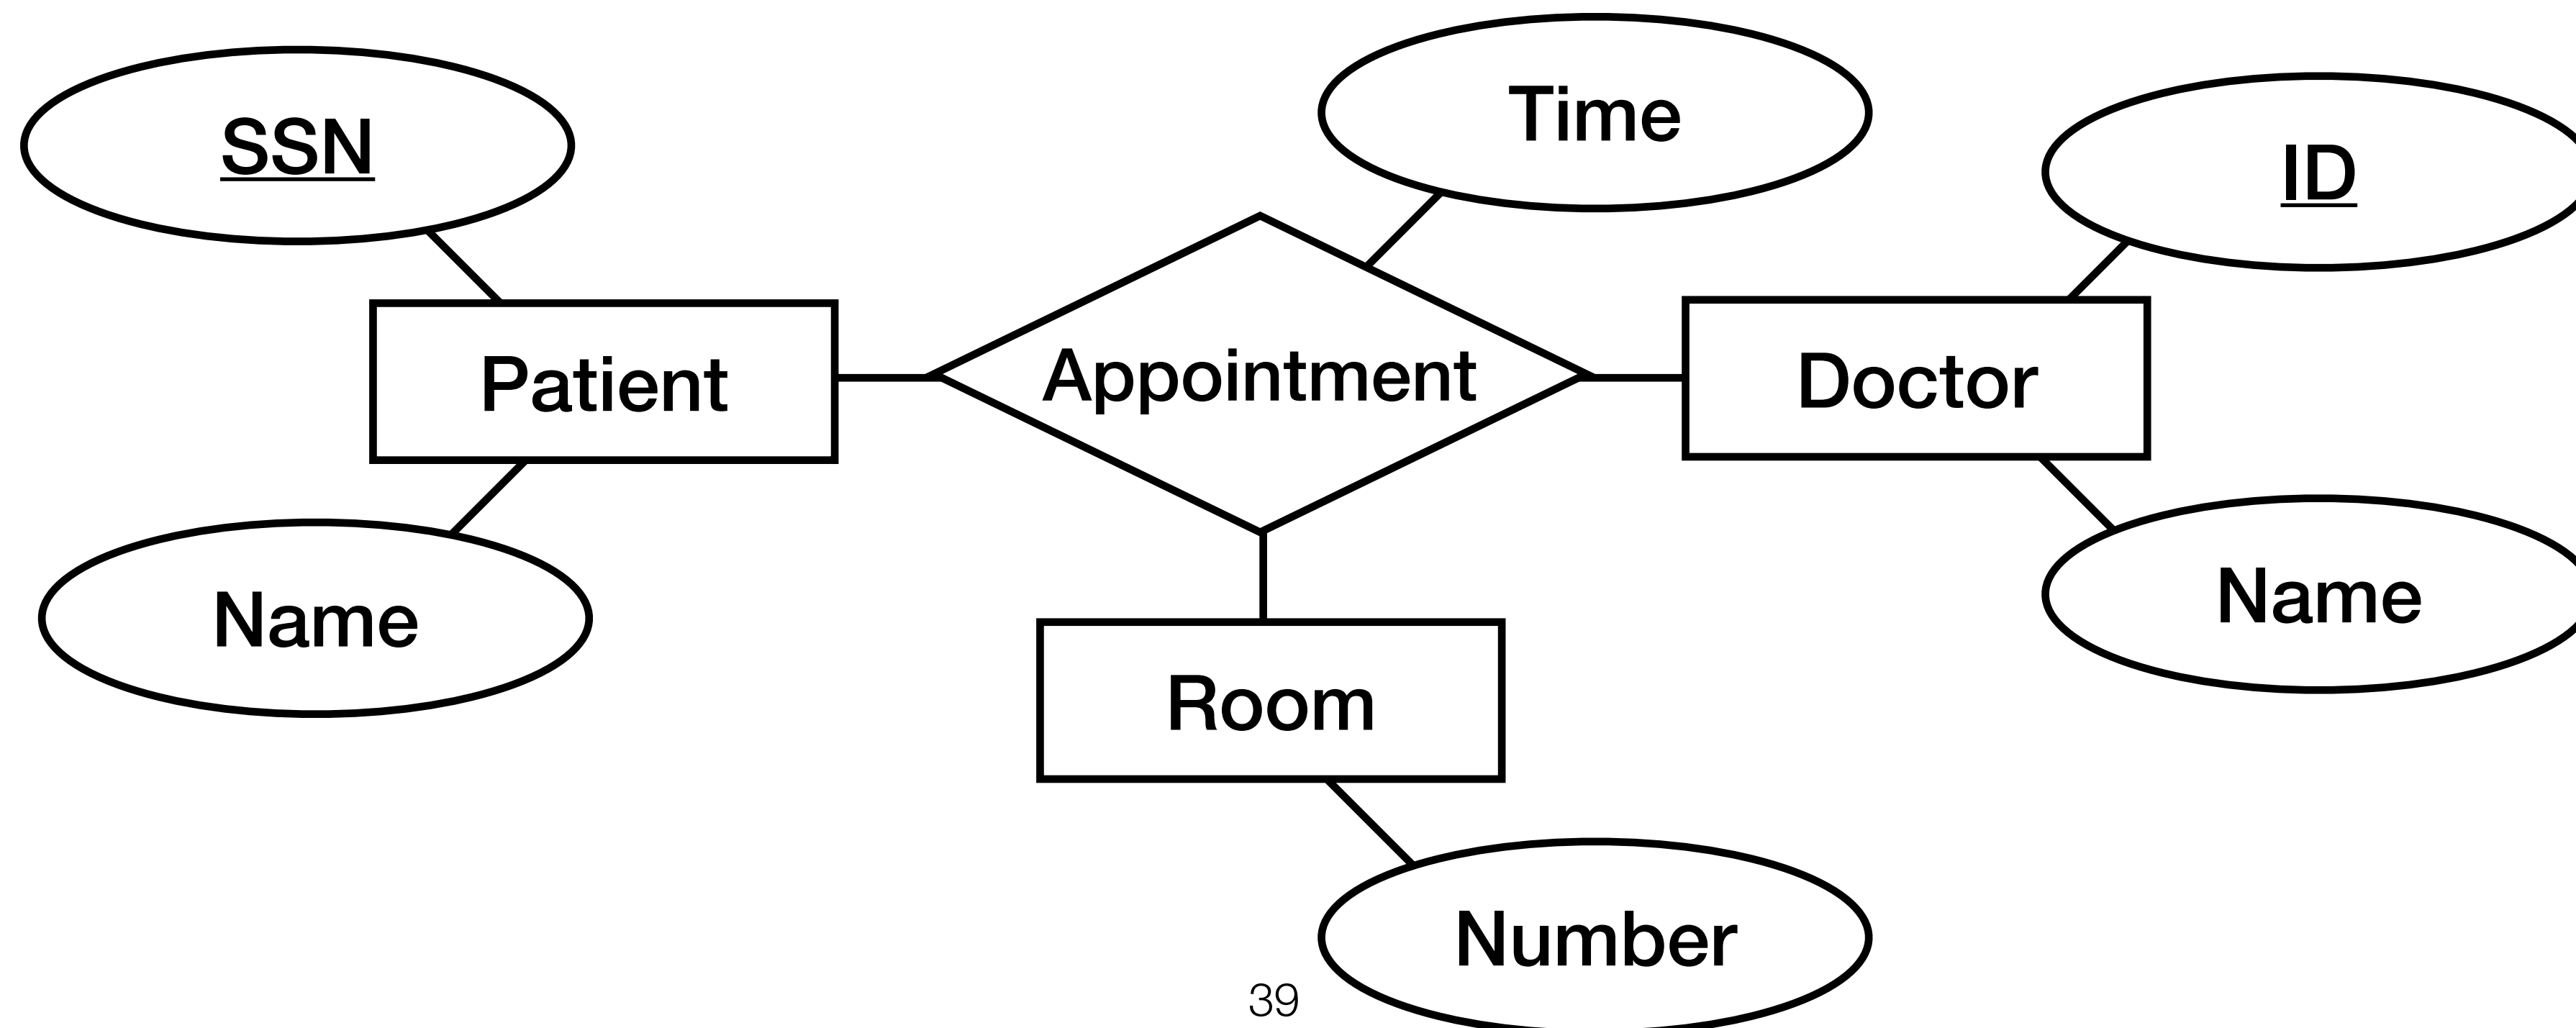 Time
SSN
ID
Patient
Appointment
Doctor
Name
Name
Room
Number
39